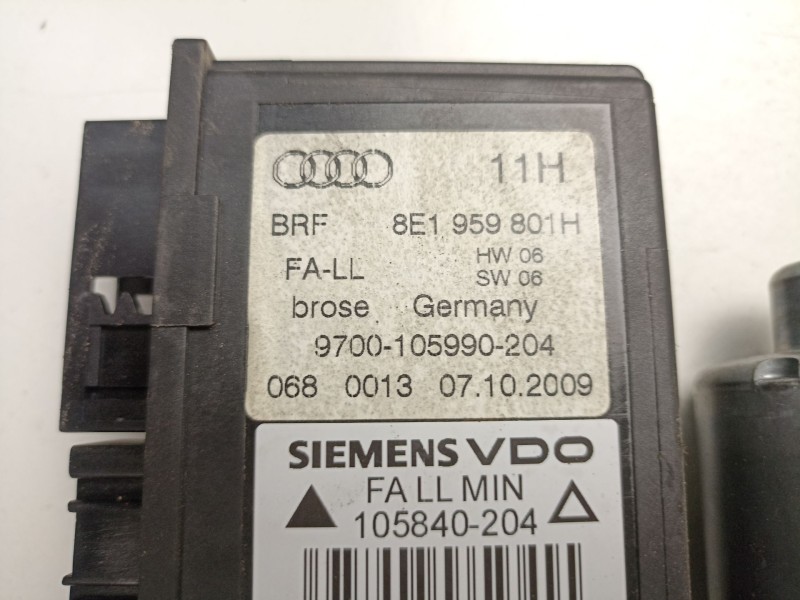 11H
BRF 8E1 959 801H
FA-LL HW 06
SW 06
brose Germany
9700-105990-204
068 0013 07.10.2009
SIEMENS VDO
FA LL MIN
105840-204